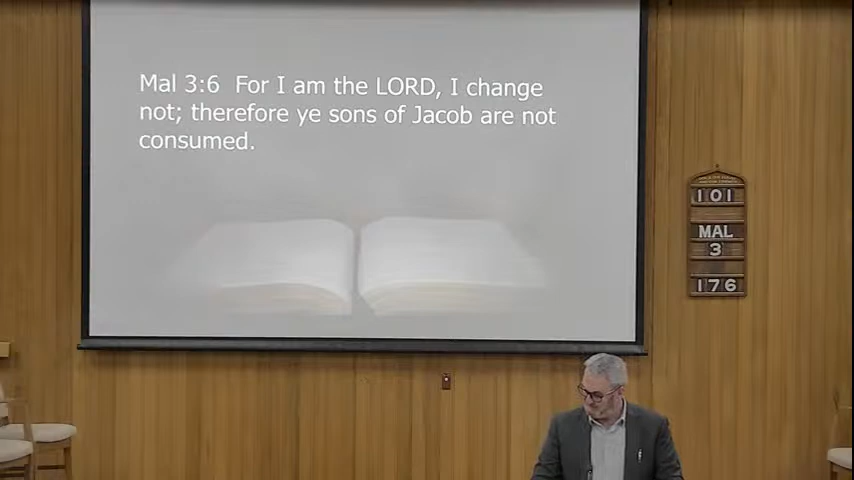 Mal 3:6 For I am the LORD, I change
not; therefore ye sons of Jacob are not
consumed.
101
MAL
3
176